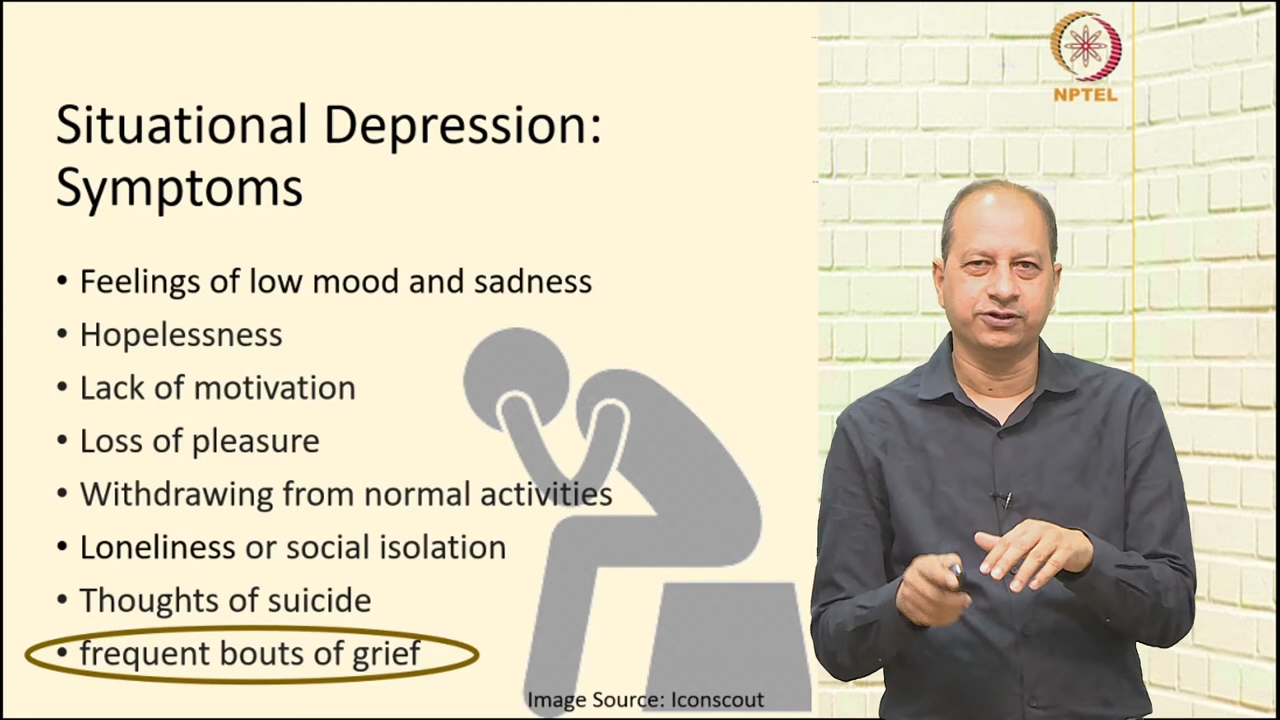 NPTEL
Situational Depression:
Symptoms
• Feelings of low mood and sadness
• Hopelessness
• Lack of motivation
• Loss of pleasure
• Withdrawing from normal activities
• Loneliness or social isolation
• Thoughts of suicide
• frequent bouts of grief
Image Source: Iconscout